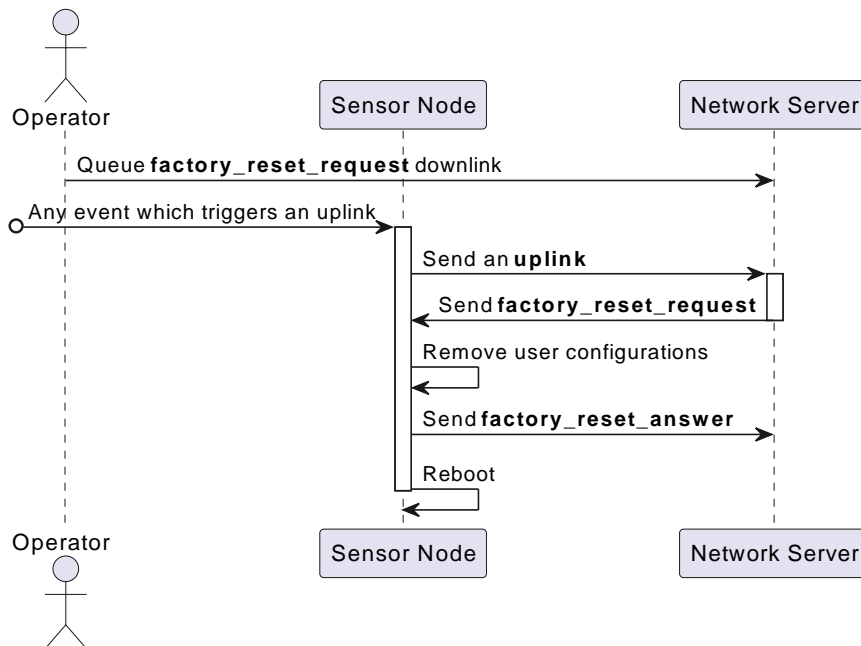 Operator
Sensor Node
Network Server
Queue factory_reset_request downlink
Any event which triggers an uplink
Send an uplink
Send factory_reset_request
Remove user configurations
Send factory_reset_answer
Reboot
Operator
Sensor Node
Network Server